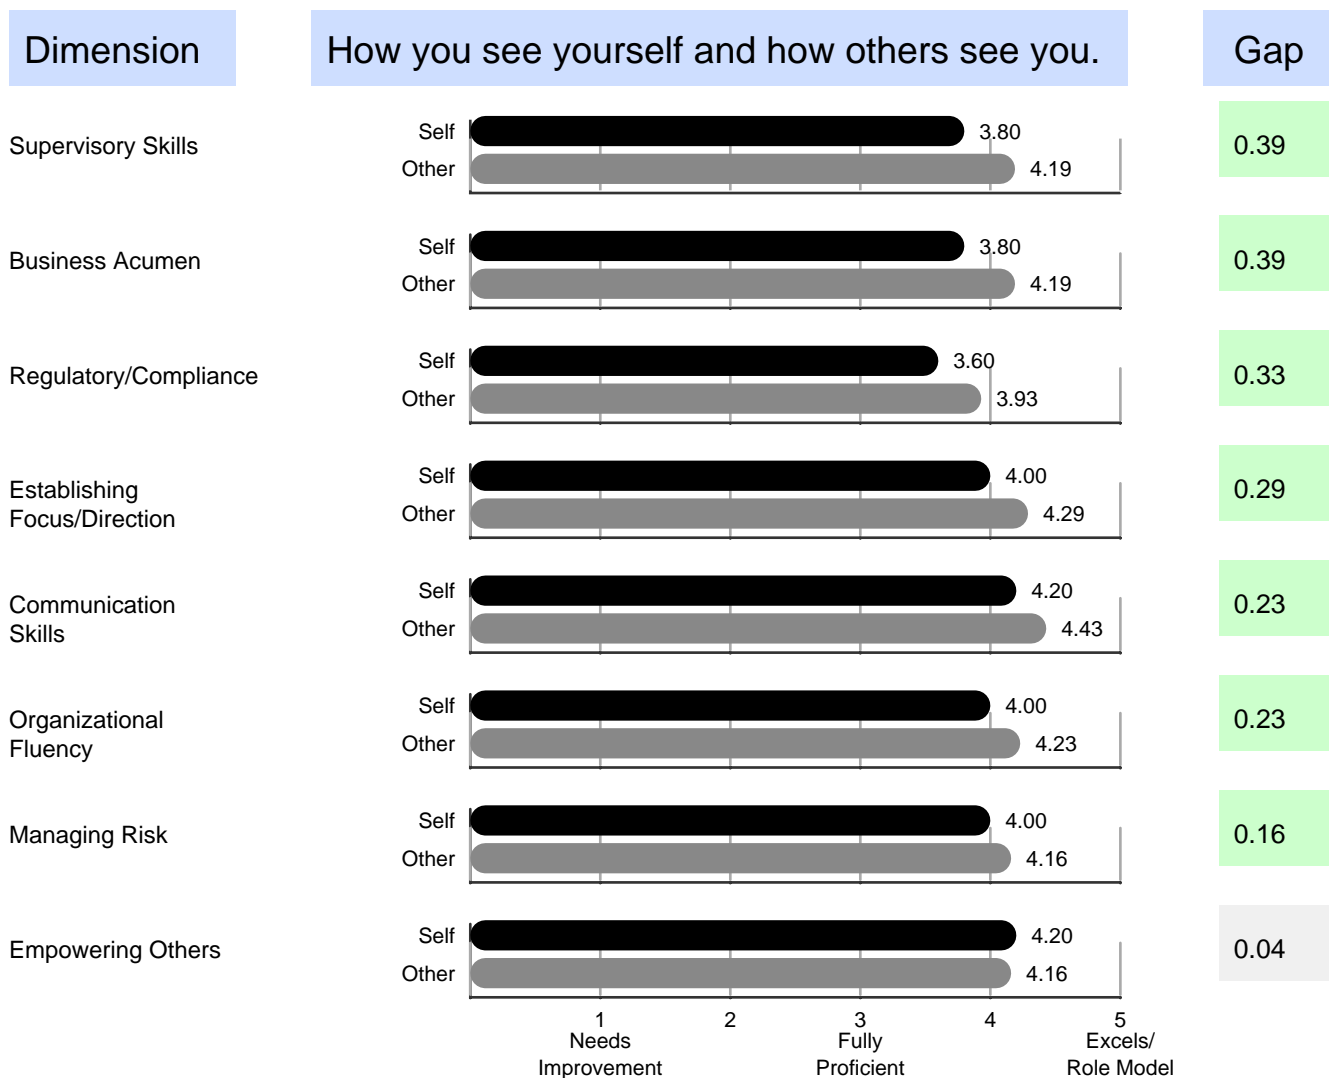 Dimension
How you see yourself and how others see you.
Gap
Supervisory Skills
Self
3.80
Other
4.19
0.39
Business Acumen
Self
3.80
Other
4.19
0.39
Regulatory/Compliance
Self
3.60
Other
3.93
0.33
Establishing
Focus/Direction
Self
4.00
Other
4.29
0.29
Communication
Skills
Self
4.20
Other
4.43
0.23
Organizational
Fluency
Self
4.00
Other
4.23
0.23
Managing Risk
Self
4.00
Other
4.16
0.16
Empowering Others
Self
4.20
Other
4.16
0.04
1 2 3 4 5
Needs Fully Excels/
Improvement Proficient Role Model